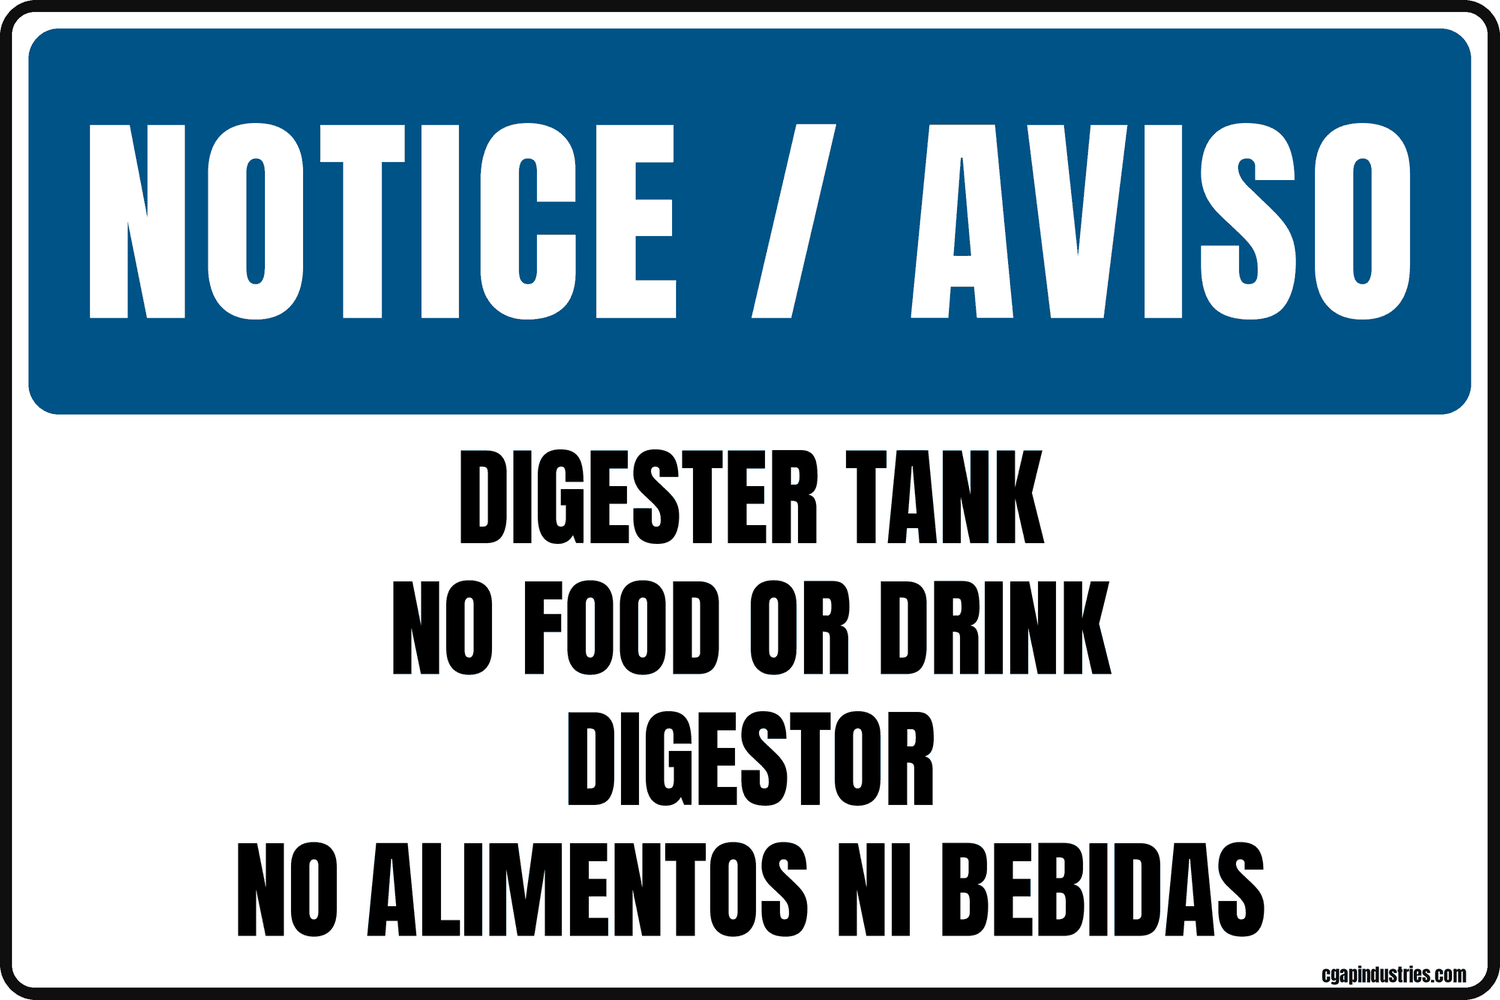 NOTICE / AVISO
DIGESTER TANK
NO FOOD OR DRINK
DIGESTOR
NO ALIMENTOS NI BEBIDAS
cgapindustries.com